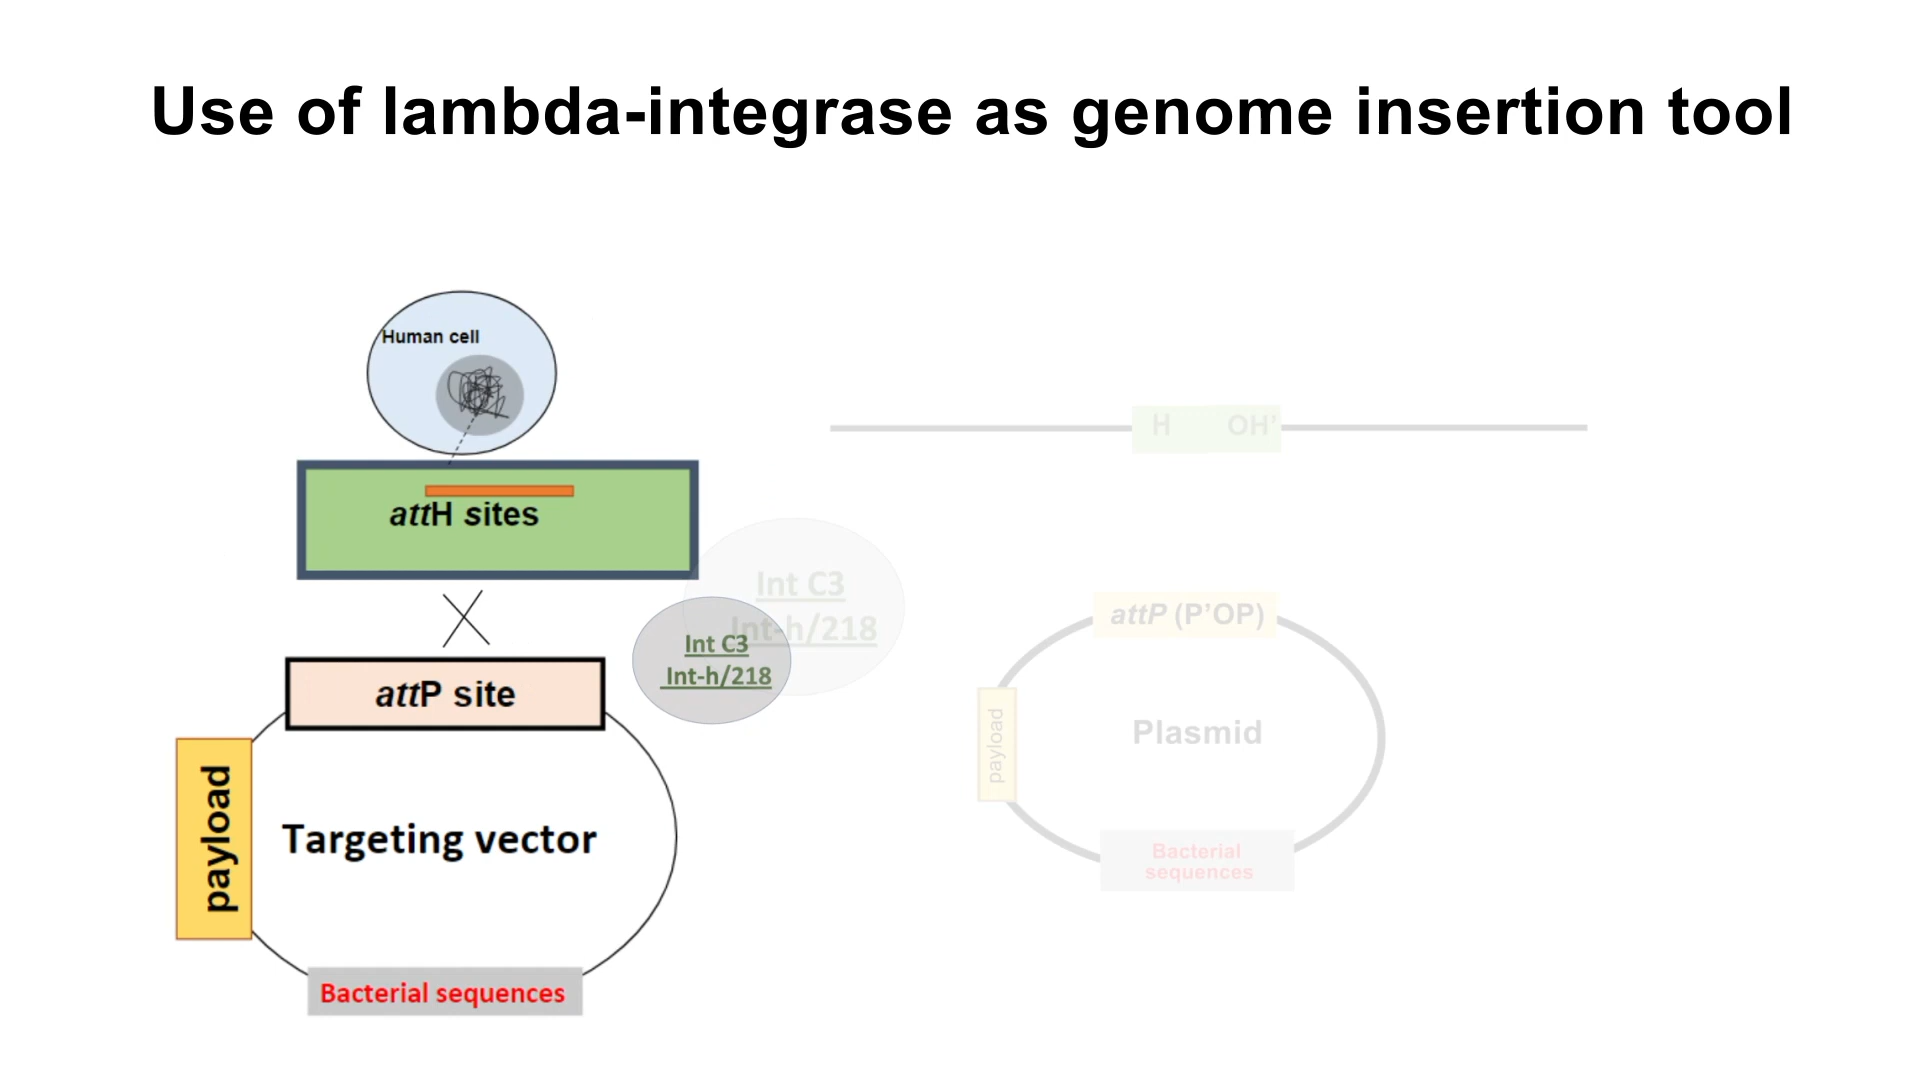 Use of lambda-integrase as genome insertion tool
Human cell
attH sites
attP site
payload
Targeting vector
Bacterial sequences
Int C3
Int-h/218
Int C3
Int-h/218
H OH'
attP (P’OP)
payload
Plasmid
Bacterial
sequences